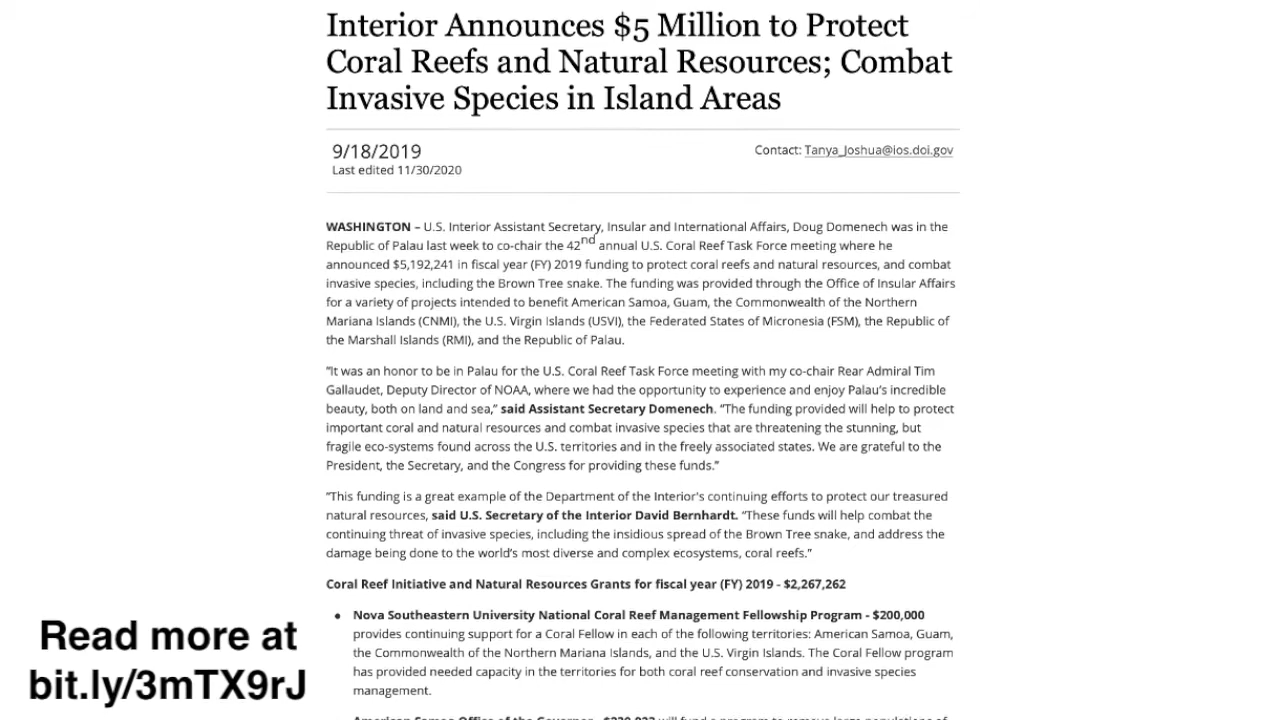 Interior Announces $5 Million to Protect
Coral Reefs and Natural Resources; Combat
Invasive Species in Island Areas
9/18/2019
Contact: Tanya_Joshua@ios.doi.gov
Last edited 11/30/2020
WASHINGTON – U.S. Interior Assistant Secretary, Insular and International Affairs, Doug Domenech was in the
Republic of Palau last week to co-chair the 42nd annual U.S. Coral Reef Task Force meeting where he
announced $5,192,241 in fiscal year (FY) 2019 funding to protect coral reefs and natural resources, and combat
invasive species, including the Brown Tree snake. The funding was provided through the Office of Insular Affairs
for a variety of projects intended to benefit American Samoa, Guam, the Commonwealth of the Northern
Mariana Islands (CNMI), the U.S. Virgin Islands (USVI), the Federated States of Micronesia (FSM), the Republic of
the Marshall Islands (RMI), and the Republic of Palau.
"It was an honor to be in Palau for the U.S. Coral Reef Task Force meeting with my co-chair Rear Admiral Tim
Gallaudet, Deputy Director of NOAA, where we had the opportunity to experience and enjoy Palau's incredible
beauty, both on land and sea," said Assistant Secretary Domenech. "The funding provided will help to protect
important coral and natural resources and combat invasive species that are threatening the stunning, but
fragile eco-systems found across the U.S. territories and in the freely associated states. We are grateful to the
President, the Secretary, and the Congress for providing these funds."
"This funding is a great example of the Department of the Interior's continuing efforts to protect our treasured
natural resources, said U.S. Secretary of the Interior David Bernhardt. "These funds will help combat the
continuing threat of invasive species, including the insidious spread of the Brown Tree snake, and address the
damage being done to the world's most diverse and complex ecosystems, coral reefs."
Coral Reef Initiative and Natural Resources Grants for fiscal year (FY) 2019 - $2,267,262
• Nova Southeastern University National Coral Reef Management Fellowship Program - $200,000
provides continuing support for a Coral Fellow in each of the following territories: American Samoa, Guam,
the Commonwealth of the Northern Mariana Islands, and the U.S. Virgin Islands. The Coral Fellow program
has provided needed capacity in the territories for both coral reef conservation and invasive species
management.
Read more at
bit.ly/3mTX9rJ